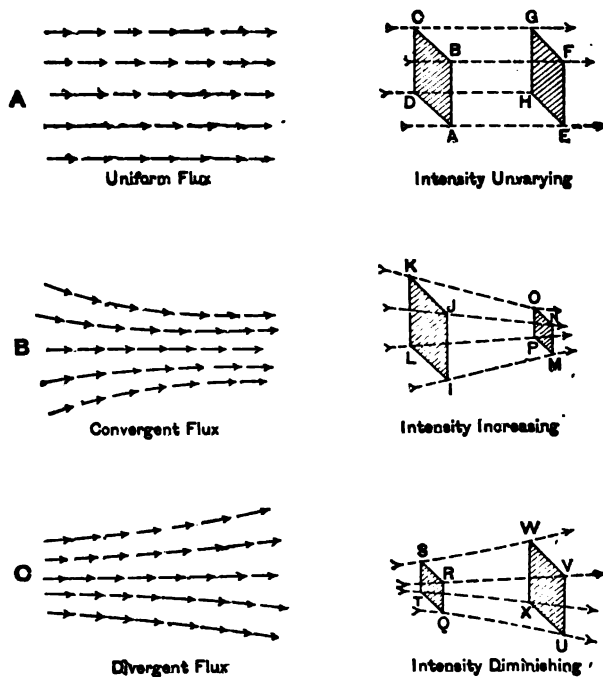 A
Uniform Flux
C
B
D
A
G
F
H
E
Intensity Unvarying
B
Convergent Flux
K
J
L
I
O
N
P
M
Intensity Increasing
C
Divergent Flux
S
R
T
Q
W
V
X
U
Intensity Diminishing